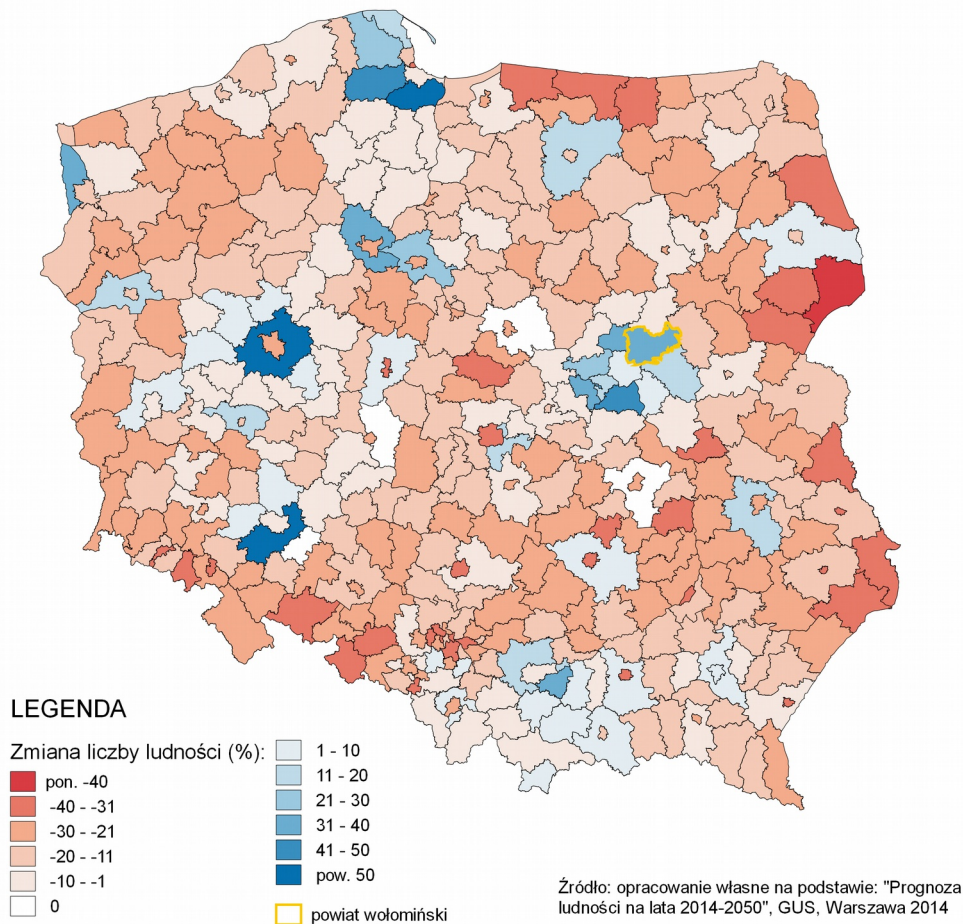 LEGENDA
Zmiana liczby ludności (%):
pon. -40
-40 - -31
-30 - -21
-20 - -11
-10 - -1
0
1 - 10
11 - 20
21 - 30
31 - 40
41 - 50
pow. 50
powiat wołomiński
Źródło: opracowanie własne na podstawie: "Prognoza
ludności na lata 2014-2050", GUS, Warszawa 2014